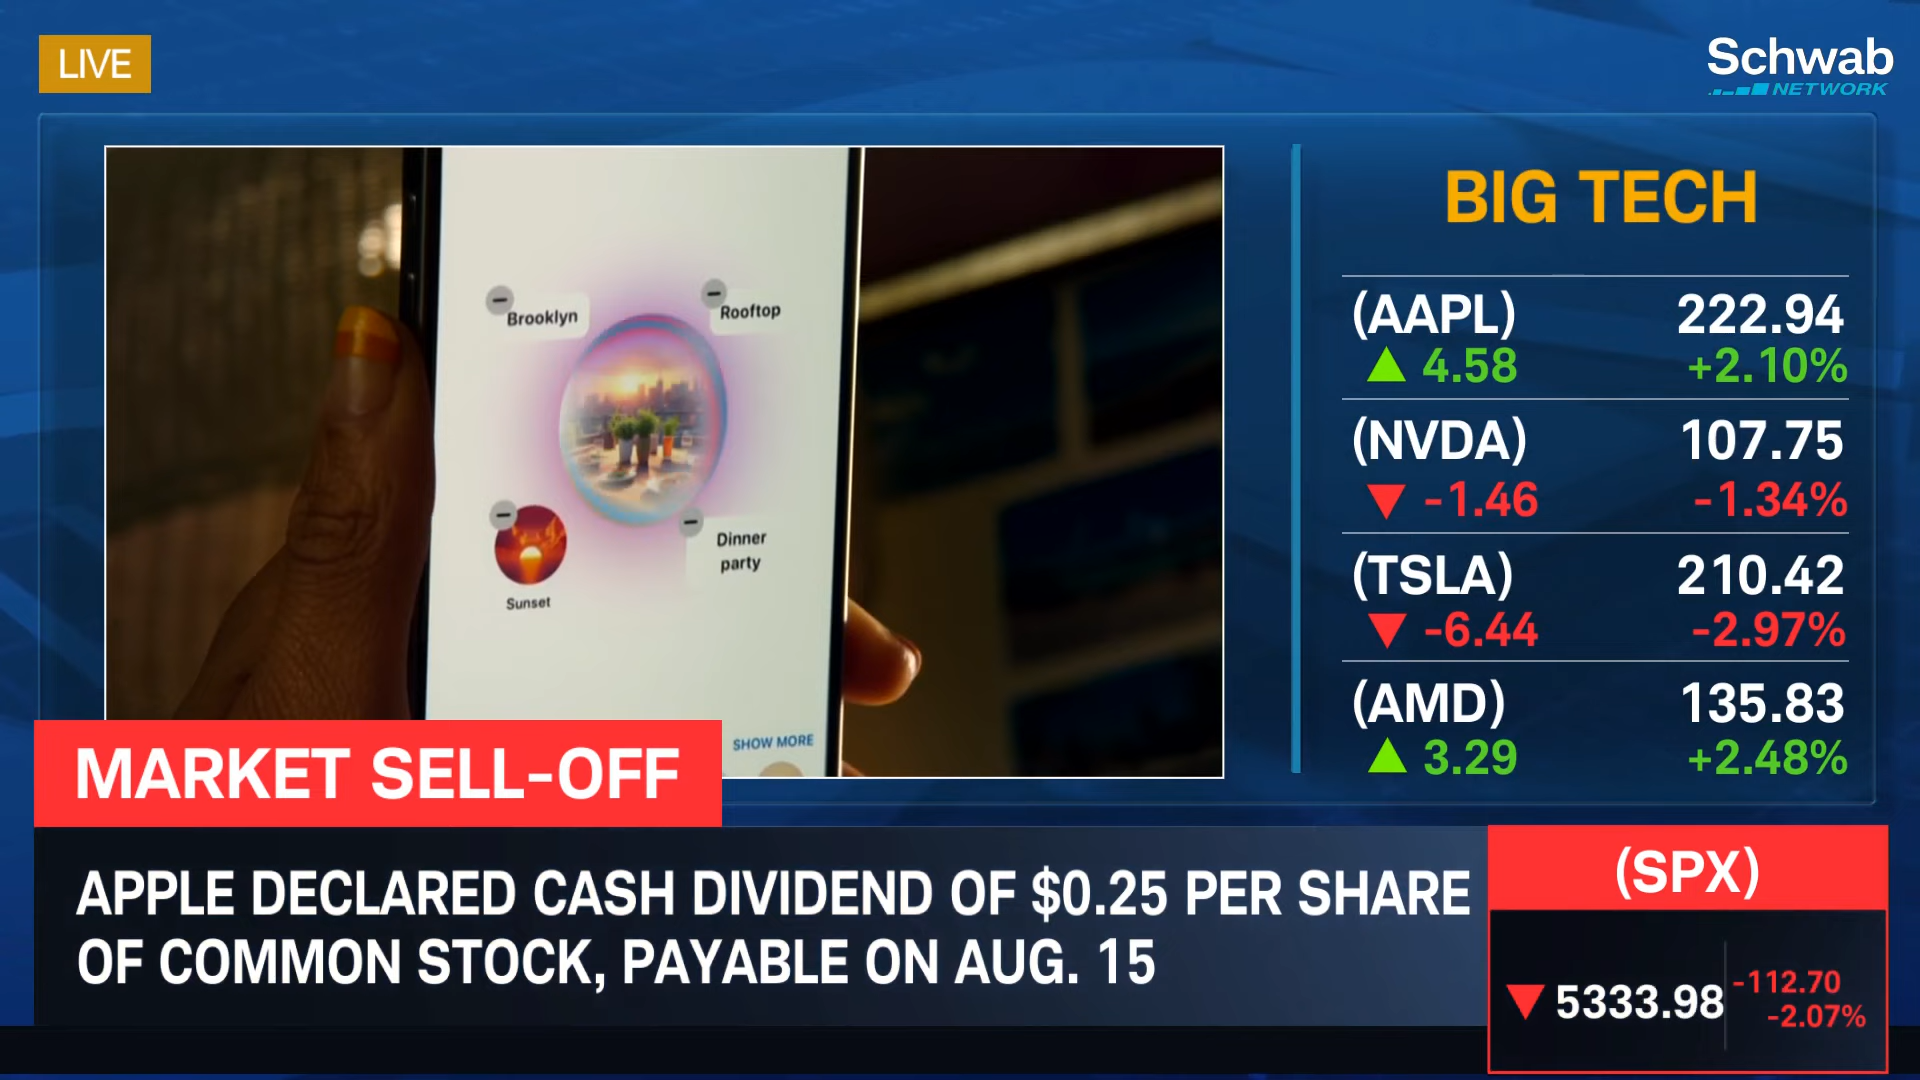 LIVE
Schwab
NETWORK
Brooklyn
Rooftop
Sunset
Dinner
party
SHOW MORE
BIG TECH
(AAPL) 222.94
▲ 4.58 +2.10%
(NVDA) 107.75
▼ -1.46 -1.34%
(TSLA) 210.42
▼ -6.44 -2.97%
(AMD) 135.83
▲ 3.29 +2.48%
MARKET SELL-OFF
APPLE DECLARED CASH DIVIDEND OF $0.25 PER SHARE
OF COMMON STOCK, PAYABLE ON AUG. 15
(SPX)
▼ 5333.98
-112.70
-2.07%